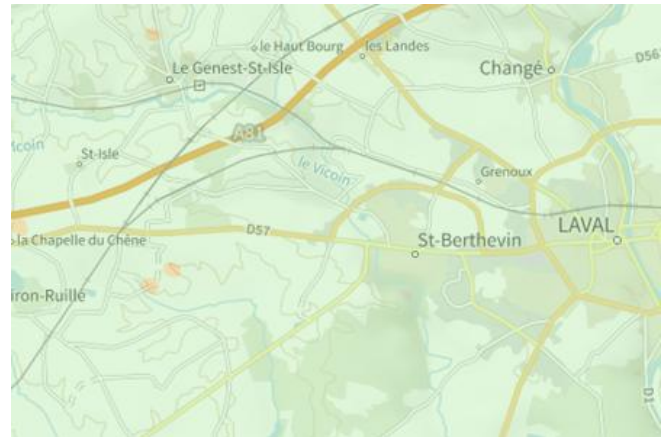 le Haut Bourg
les Landes
Le Genest-St-Isle
Changé
D56
A81
Vicoin
St-Isle
le Vicoin
Grenoux
LAVAL
D57
la Chapelle du Chêne
St-Berthevin
iron-Ruillé
D1